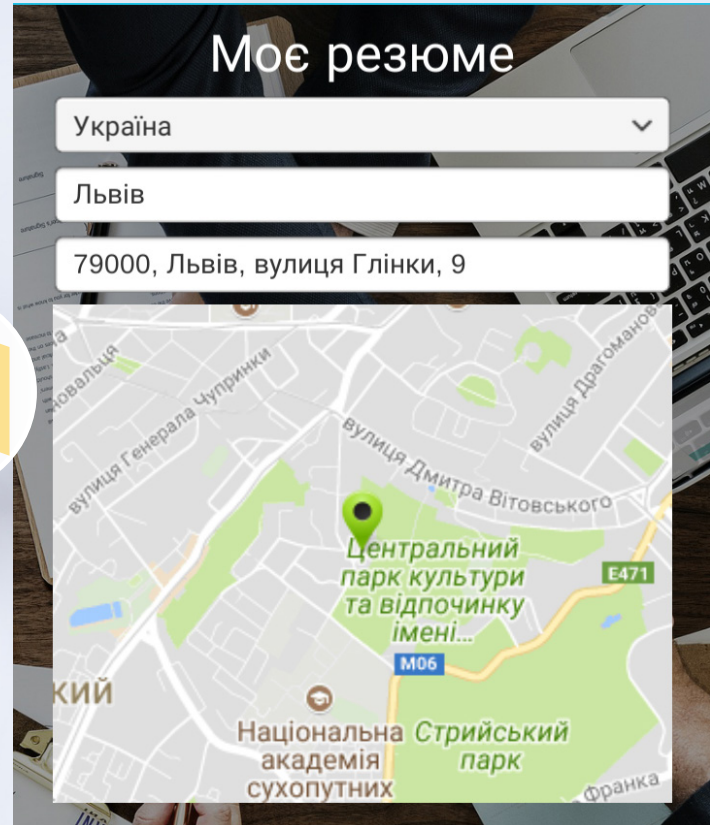 Моє резюме
Україна
Львів
79000, Львів, вулиця Глінки, 9
вулиця Генерала Чупринки
вулиця Драгоманова
вулиця Дмитра Вітовського
Центральний
парк культури
та відпочинку
імені...
E471
M06
кий
Національна
академія
сухопутних
Стрийський
парк
Франка